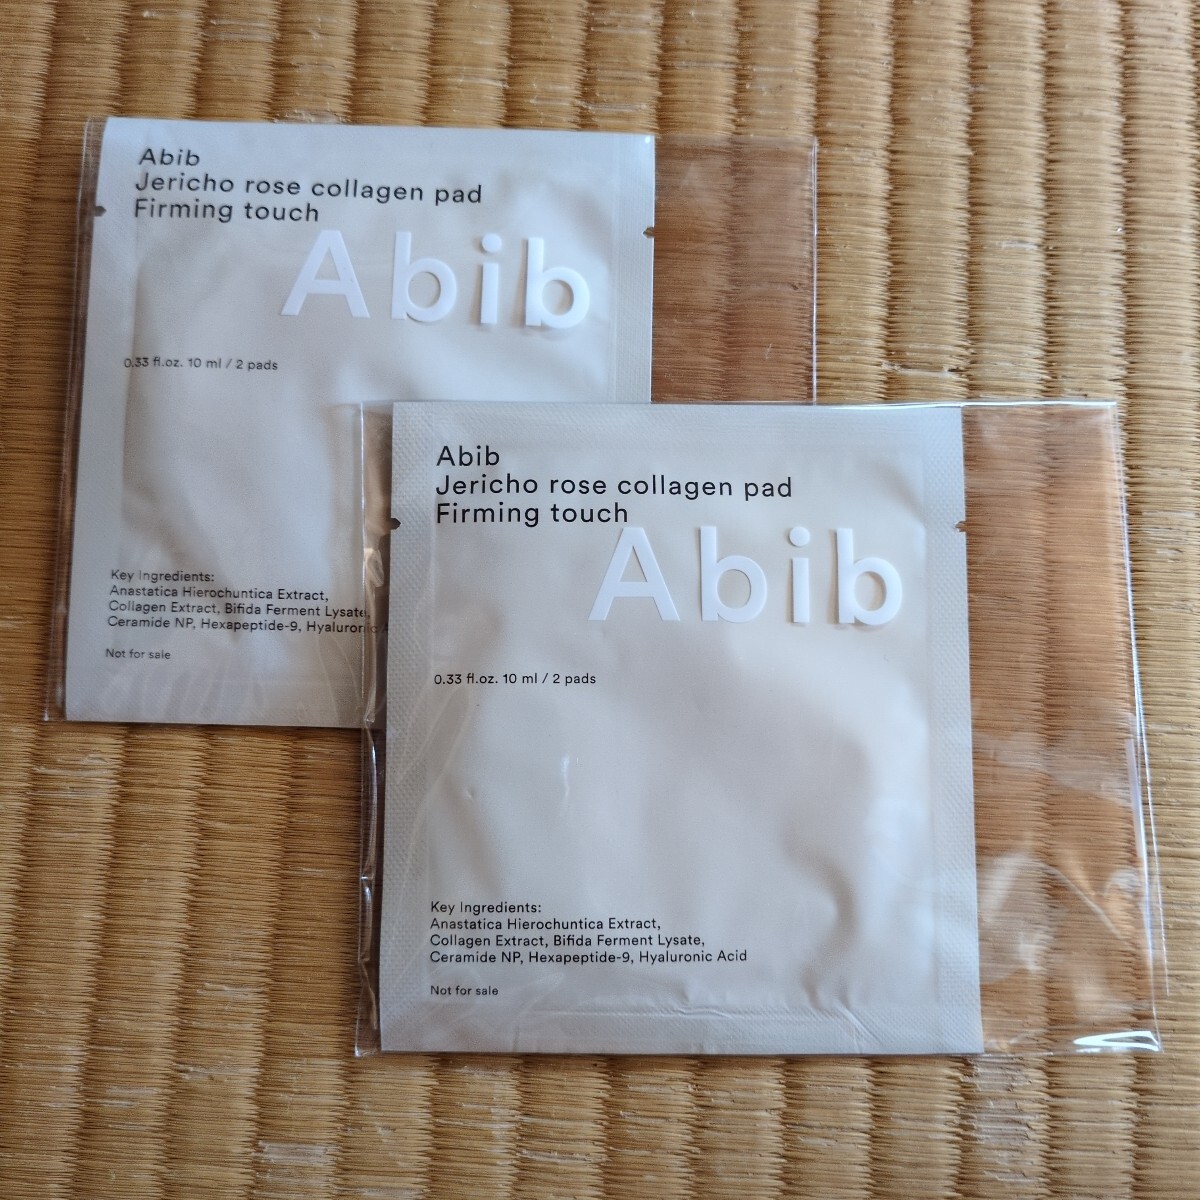 Abib
Jericho rose collagen pad
Firming touch
Abib
0.33 fl.oz. 10 ml / 2 pads
Key Ingredients:
Anastatica Hierochuntica Extract,
Collagen Extract, Bifida Ferment Lysate,
Ceramide NP, Hexapeptide-9, Hyaluronic A
Not for sale
Abib
Jericho rose collagen pad
Firming touch
Abib
0.33 fl.oz. 10 ml / 2 pads
Key Ingredients:
Anastatica Hierochuntica Extract,
Collagen Extract, Bifida Ferment Lysate,
Ceramide NP, Hexapeptide-9, Hyaluronic Acid
Not for sale